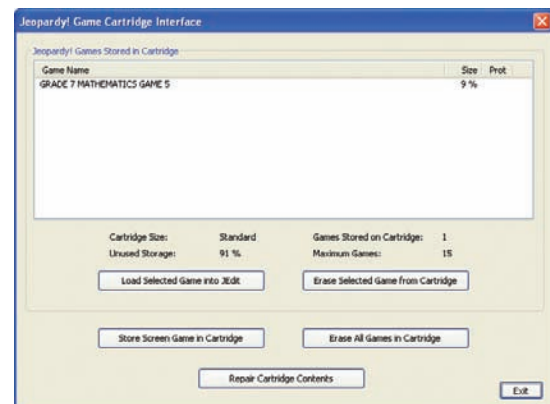 Jeopardy! Game Cartridge Interface
Jeopardy! Games Stored in Cartridge
Game Name Size Prot
GRADE 7 MATHEMATICS GAME 5 9 %
Cartridge Size: Standard Games Stored on Cartridge: 1
Unused Storage: 91 % Maximum Games: 15
Load Selected Game into JEdit Erase Selected Game from Cartridge
Store Screen Game in Cartridge Erase All Games in Cartridge
Repair Cartridge Contents
Exit